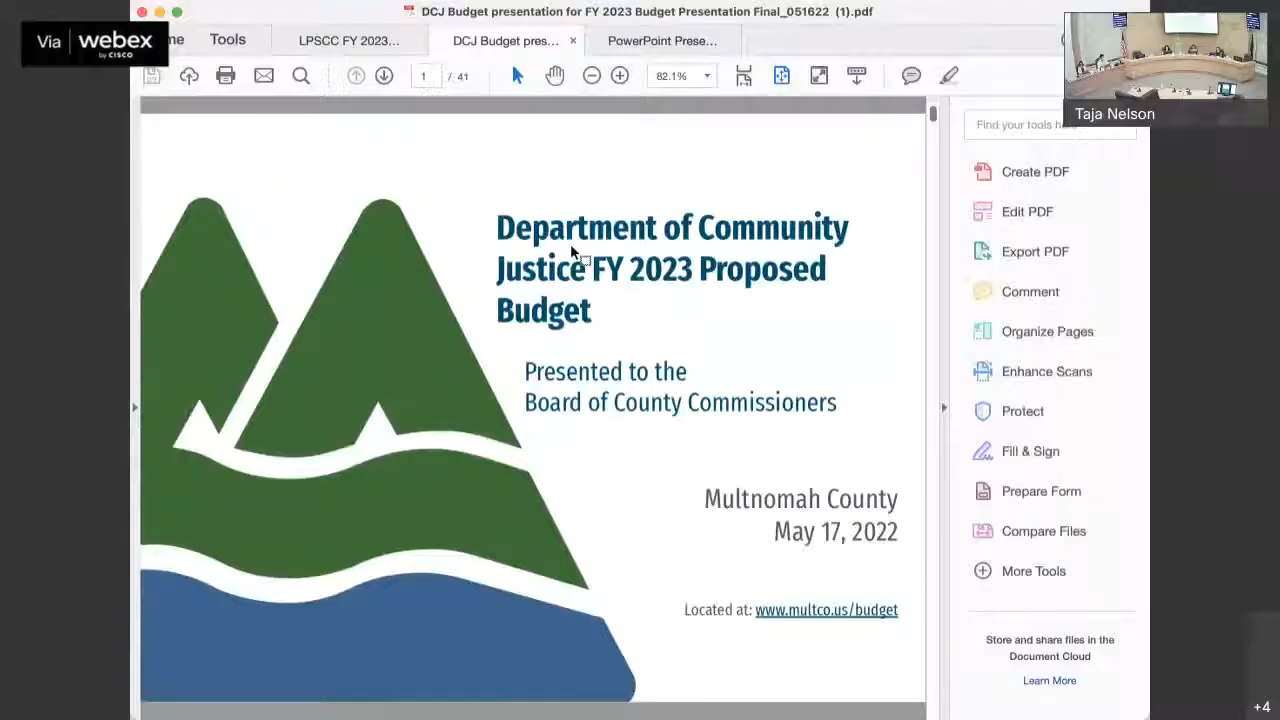 DCJ Budget presentation for FY 2023 Budget Presentation Final_051622 (1).pdf
Via webex
by CISCO
me
Tools
LPSCC FY 2023...
DCJ Budget pres...
×
PowerPoint Prese...
1 / 41
82.1%
Taja Nelson
Find your tools he
Department of Community
Justice FY 2023 Proposed
Budget
Presented to the
Board of County Commissioners
Multnomah County
May 17, 2022
Located at: www.multco.us/budget
Create PDF
Edit PDF
Export PDF
Comment
Organize Pages
Enhance Scans
Protect
Fill & Sign
Prepare Form
Compare Files
More Tools
Store and share files in the
Document Cloud
Learn More
+4